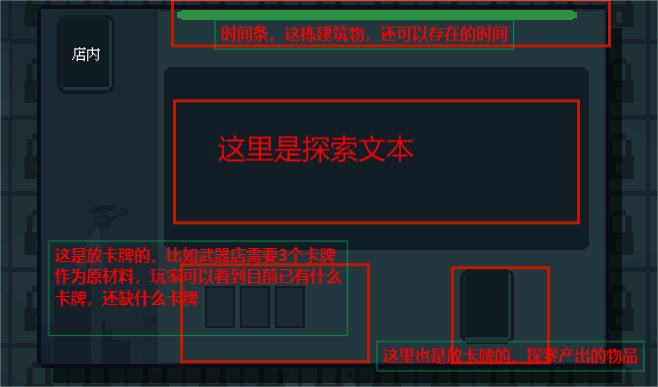 店内
时间条，这栋建筑物，还可以存在的时间
这里是探索文本
这是放卡牌的，比如武器店需要3个卡牌
作为原材料，玩家可以看到目前已有什么
卡牌，还缺什么卡牌
这里也是放卡牌的，探索产出的物品